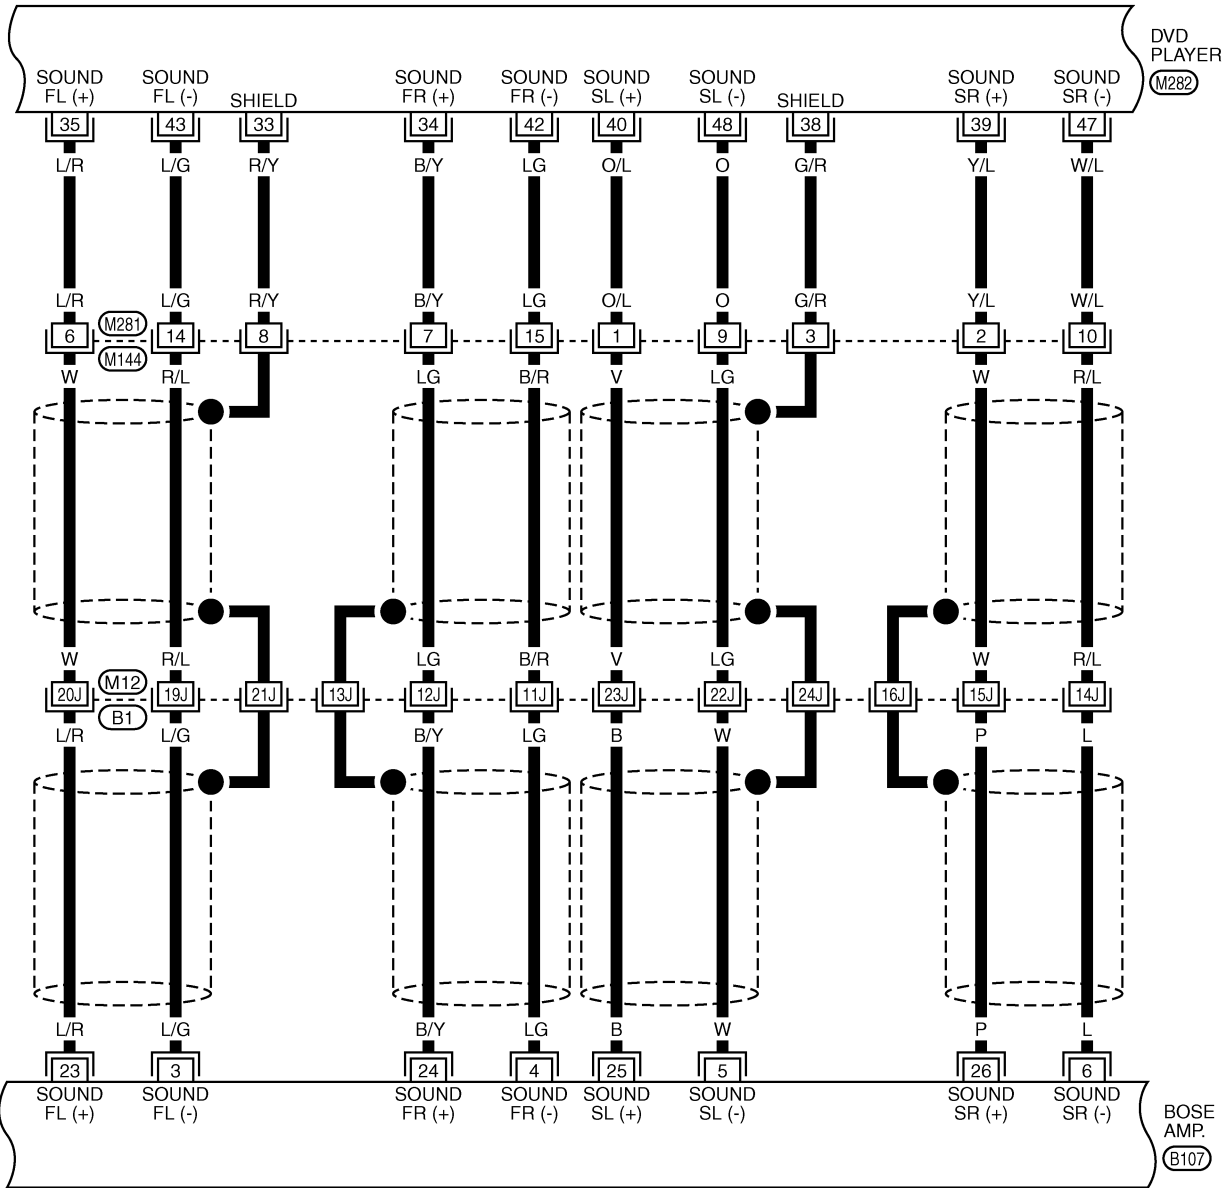 DVD
PLAYER
M282
SOUND SOUND SOUND SOUND SOUND SOUND SOUND SOUND
FL (+) FL (-) SHIELD FR (+) FR (-) SL (+) SL (-) SHIELD SR (+) SR (-)
35 43 33 34 42 40 48 38 39 47
L/R L/G R/Y B/Y LG O/L O G/R Y/L W/L
L/R L/G R/Y B/Y LG O/L O G/R Y/L W/L
6 M281 14 8 7 15 1 9 3 2 10
M144
W R/L LG B/R V LG W R/L
W R/L LG B/R V LG W R/L
20J M12 19J 21J 13J 12J 11J 23J 22J 24J 16J 15J 14J
B1
L/R L/G B/Y LG B W P L
L/R L/G B/Y LG B W P L
23 3 24 4 25 5 26 6
SOUND SOUND SOUND SOUND SOUND SOUND SOUND SOUND
FL (+) FL (-) FR (+) FR (-) SL (+) SL (-) SR (+) SR (-)
BOSE
AMP.
B107